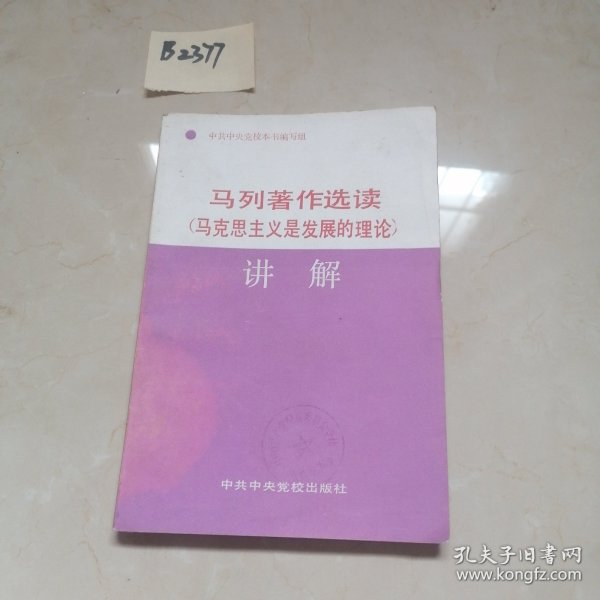 B2377
中共中央党校本书编写组
马列著作选读
(马克思主义是发展的理论)
讲解
中共中央党校出版社
孔夫子旧书网
www.kongfz.com